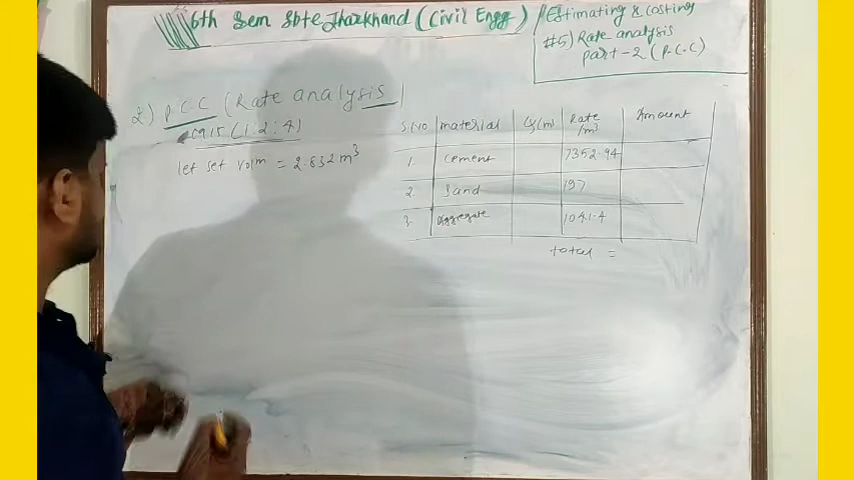 6th Sem Sbte Jharkhand (Civil Engg)
Estimating & costing
#5) Rate analysis
part-2 (P.C.C)
2) P.C.C (Rate analysis)
(1:2:4)
let set volm = 2.832 m³
S.No material Qy(m³ Rate /m³ Amount
1. cement 7352.94
2. Sand 197
3. Aggregate 1041.4
total =